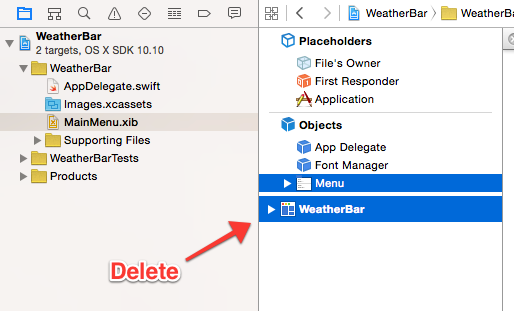 WeatherBar
2 targets, OS X SDK 10.10
WeatherBar
AppDelegate.swift
Images.xcassets
MainMenu.xib
Supporting Files
WeatherBarTests
Products
WeatherBar
WeatherBa
Placeholders
File's Owner
First Responder
Application
Objects
App Delegate
Font Manager
Menu
WeatherBar
Delete